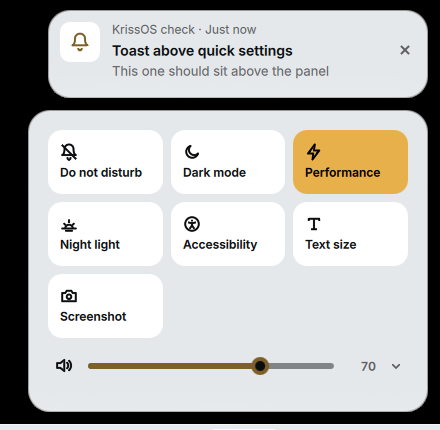 KrissOS check · Just now
Toast above quick settings
This one should sit above the panel
Do not disturb
Dark mode
Performance
Night light
Accessibility
Text size
Screenshot
70